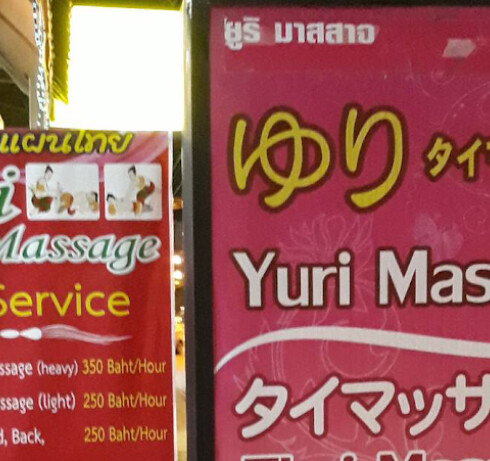 แผนไทย
i
Massage
Service
ssage (heavy) 350 Baht/Hour
ssage (light) 250 Baht/Hour
d, Back, 250 Baht/Hour
ยูริ มาสสาจ
ゆり タイ
Yuri Mas
タイマッサ